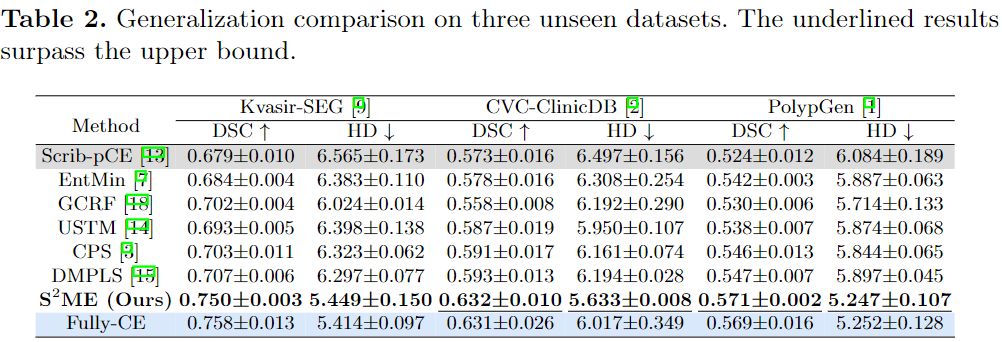 Table 2. Generalization comparison on three unseen datasets. The underlined results
surpass the upper bound.
Method Kvasir-SEG [9] CVC-ClinicDB [2] PolypGen [1]
DSC ↑ HD ↓ DSC ↑ HD ↓ DSC ↑ HD ↓
Scrib-pCE [13] 0.679±0.010 6.565±0.173 0.573±0.016 6.497±0.156 0.524±0.012 6.084±0.189
EntMin [7] 0.684±0.004 6.383±0.110 0.578±0.016 6.308±0.254 0.542±0.003 5.887±0.063
GCRF [18] 0.702±0.004 6.024±0.014 0.558±0.008 6.192±0.290 0.530±0.006 5.714±0.133
USTM [14] 0.693±0.005 6.398±0.138 0.587±0.019 5.950±0.107 0.538±0.007 5.874±0.068
CPS [3] 0.703±0.011 6.323±0.062 0.591±0.017 6.161±0.074 0.546±0.013 5.844±0.065
DMPLS [15] 0.707±0.006 6.297±0.077 0.593±0.013 6.194±0.028 0.547±0.007 5.897±0.045
S²ME (Ours) 0.750±0.003 5.449±0.150 0.632±0.010 5.633±0.008 0.571±0.002 5.247±0.107
Fully-CE 0.758±0.013 5.414±0.097 0.631±0.026 6.017±0.349 0.569±0.016 5.252±0.128